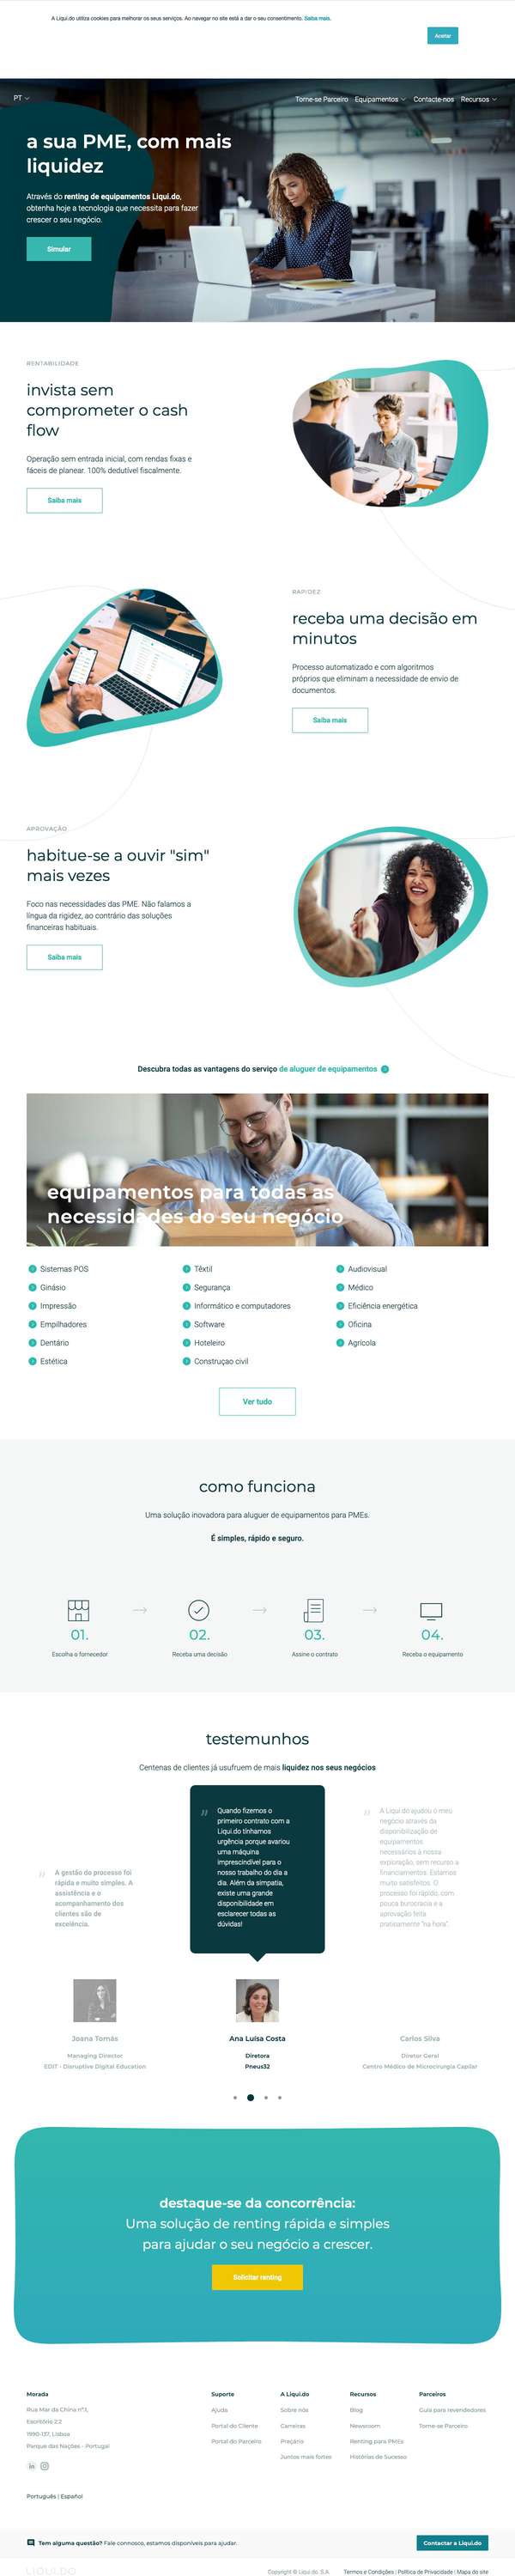 A Liqui.do utiliza cookies para melhorar os seus serviços. Ao navegar no site está a dar o seu consentimento. Saiba mais.
Aceitar
PT
Torne-se Parceiro Equipamentos Contacte-nos Recursos
a sua PME, com mais
liquidez
Através do renting de equipamentos Liqui.do,
obtenha hoje a tecnologia que necessita para fazer
crescer o seu negócio.
Simular
RENTABILIDADE
invista sem
comprometer o cash
flow
Operação sem entrada inicial, com rendas fixas e
fáceis de planear. 100% dedutível fiscalmente.
Saiba mais
RAPIDEZ
receba uma decisão em
minutos
Processo automatizado e com algoritmos
próprios que eliminam a necessidade de envio de
documentos.
Saiba mais
APROVAÇÃO
habitue-se a ouvir "sim"
mais vezes
Foco nas necessidades das PME. Não falamos a
língua da rigidez, ao contrário das soluções
financeiras habituais.
Saiba mais
Descubra todas as vantagens do serviço de aluguer de equipamentos
equipamentos para todas as
necessidades do seu negócio
Sistemas POS
Ginásio
Impressão
Empilhadores
Dentário
Estética
Têxtil
Segurança
Informático e computadores
Software
Hoteleiro
Construçao civil
Audiovisual
Médico
Eficiência energética
Oficina
Agrícola
Ver tudo
como funciona
Uma solução inovadora para aluguer de equipamentos para PMEs.
É simples, rápido e seguro.
01.
Escolha o fornecedor
02.
Receba uma decisão
03.
Assine o contrato
04.
Receba o equipamento
testemunhos
Centenas de clientes já usufruem de mais liquidez nos seus negócios
" A gestão do processo foi
rápida e muito simples. A
assistência e o
acompanhamento dos
clientes são de
excelência.
Joana Tomás
Managing Director
EDIT - Disruptive Digital Education
" Quando fizemos o
primeiro contrato com a
Liqui.do tínhamos
urgência porque avariou
uma máquina
imprescindível para o
nosso trabalho do dia a
dia. Além da simpatia,
existe uma grande
disponibilidade em
esclarecer todas as
dúvidas!
Ana Luísa Costa
Diretora
Pneus32
" A Liqui.do ajudou o meu
negócio através da
disponibilização de
equipamentos
necessários à nossa
exploração, sem recurso a
financiamentos. Estamos
muito satisfeitos. O
processo foi rápido, com
pouca burocracia e a
aprovação feita
praticamente "na hora".
Carlos Silva
Diretor Geral
Centro Médico de Microcirurgia Capilar
destaque-se da concorrência:
Uma solução de renting rápida e simples
para ajudar o seu negócio a crescer.
Solicitar renting
Morada
Rua Mar da China nº3,
Escritório 2.2
1990-137, Lisboa
Parque das Nações - Portugal
in
Português | Español
Suporte
Ajuda
Portal do Cliente
Portal do Parceiro
A Liqui.do
Sobre nós
Carreiras
Preçário
Juntos mais fortes
Recursos
Blog
Newsroom
Renting para PMEs
Histórias de Sucesso
Parceiros
Guia para revendedores
Torne-se Parceiro
Tem alguma questão? Fale connosco, estamos disponíveis para ajudar.
Contactar a Liqui.do
LIQUI.DO
Copyright © Liqui.do, S.A.
Termos e Condições | Política de Privacidade | Mapa do site